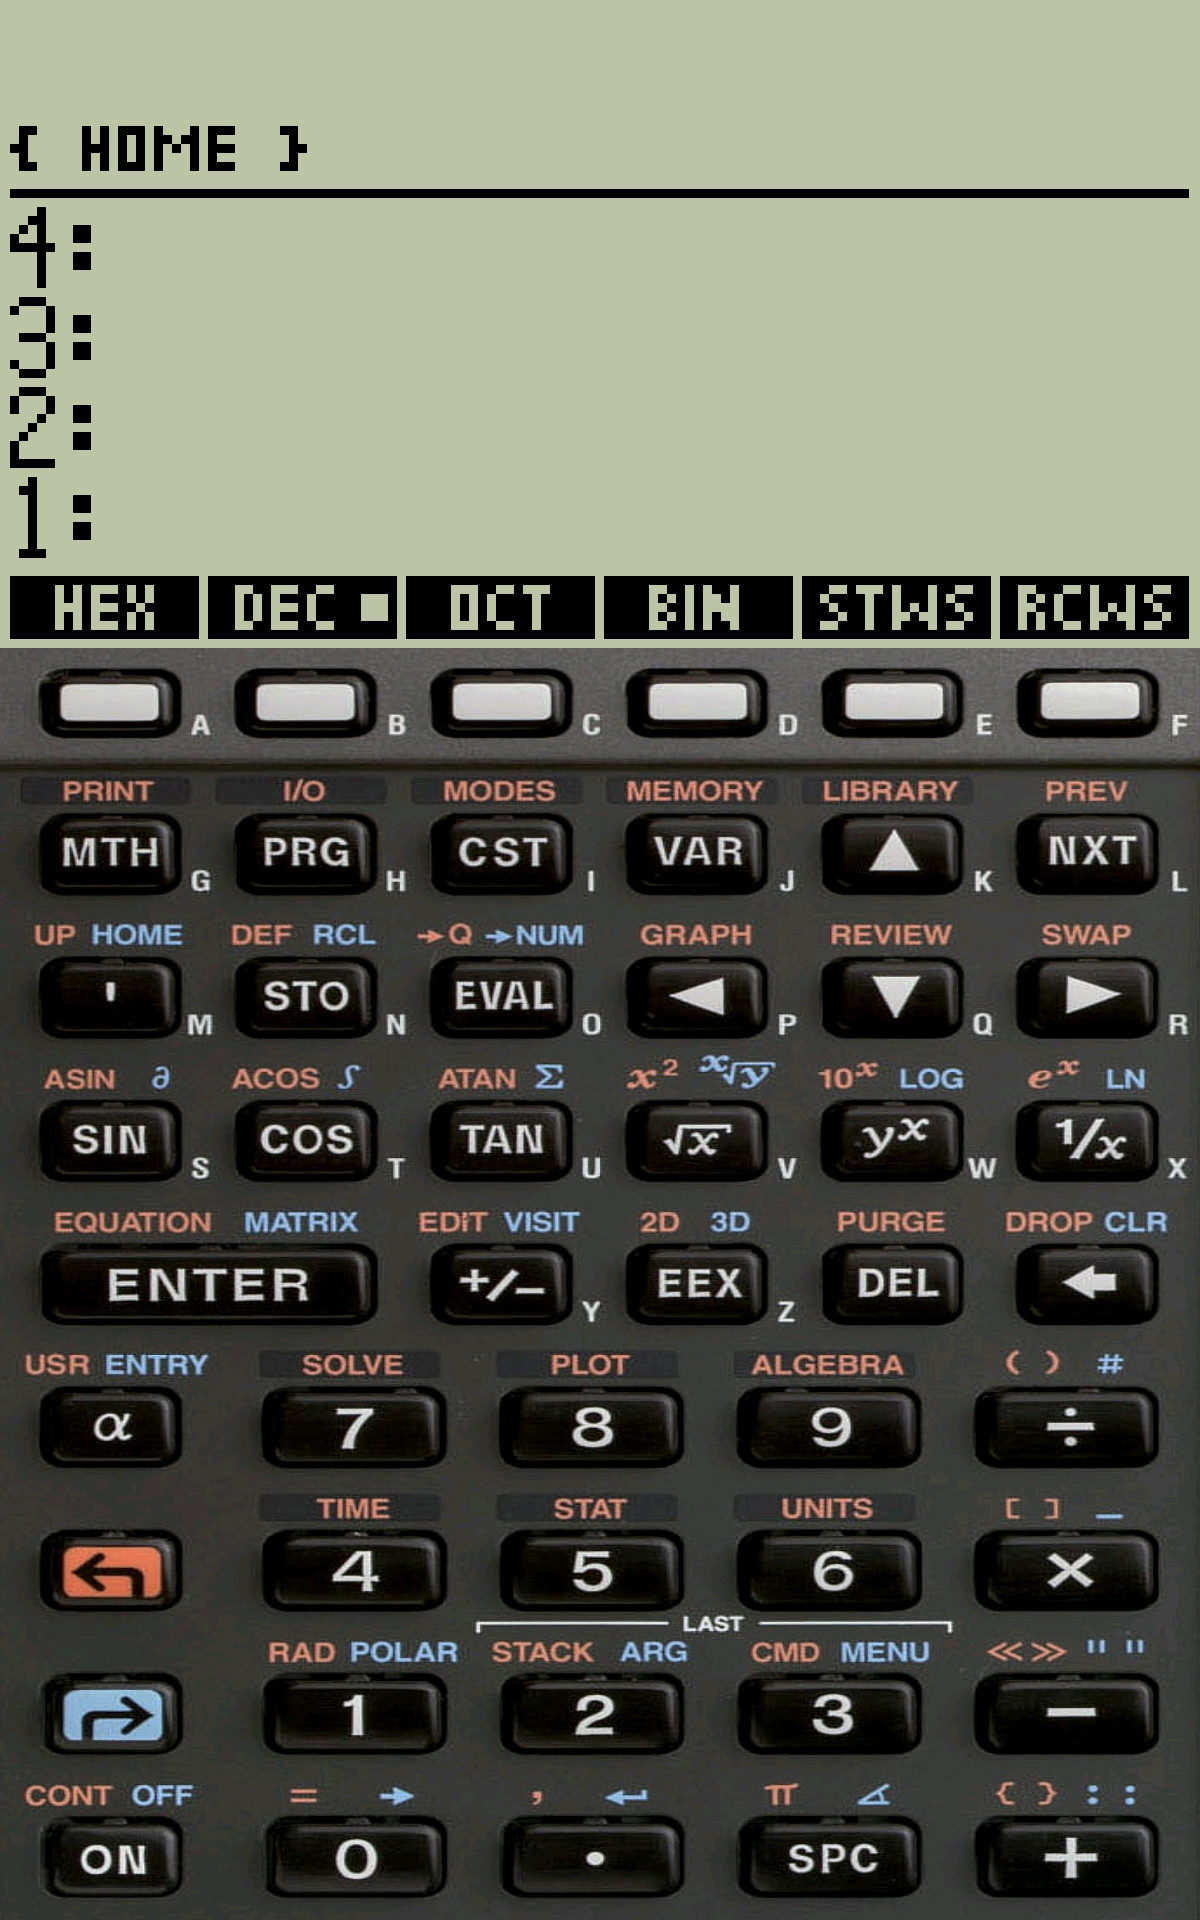 { HOME }
4:
3:
2:
1:
HEX DEC ■ OCT BIN STWS RCWS
A B C D E F
PRINT I/O MODES MEMORY LIBRARY PREV
MTH PRG CST VAR ▲ NXT
G H I J K L
UP HOME DEF RCL →Q →NUM GRAPH REVIEW SWAP
' STO EVAL ◀ ▼ ▶
M N O P Q R
ASIN ∂ ACOS ∫ ATAN Σ x² ˣ√y 10ˣ LOG eˣ LN
SIN COS TAN √x yˣ 1/x
S T U V W X
EQUATION MATRIX EDIT VISIT 2D 3D PURGE DROP CLR
ENTER +/− EEX DEL ←
Y Z
USR ENTRY SOLVE PLOT ALGEBRA ( ) #
α 7 8 9 ÷
TIME STAT UNITS [ ] _
4 5 6 ×
LAST
RAD POLAR STACK ARG CMD MENU ≪≫ " "
1 2 3 −
CONT OFF = → , ↵ π ∡ { } : :
ON 0 . SPC +